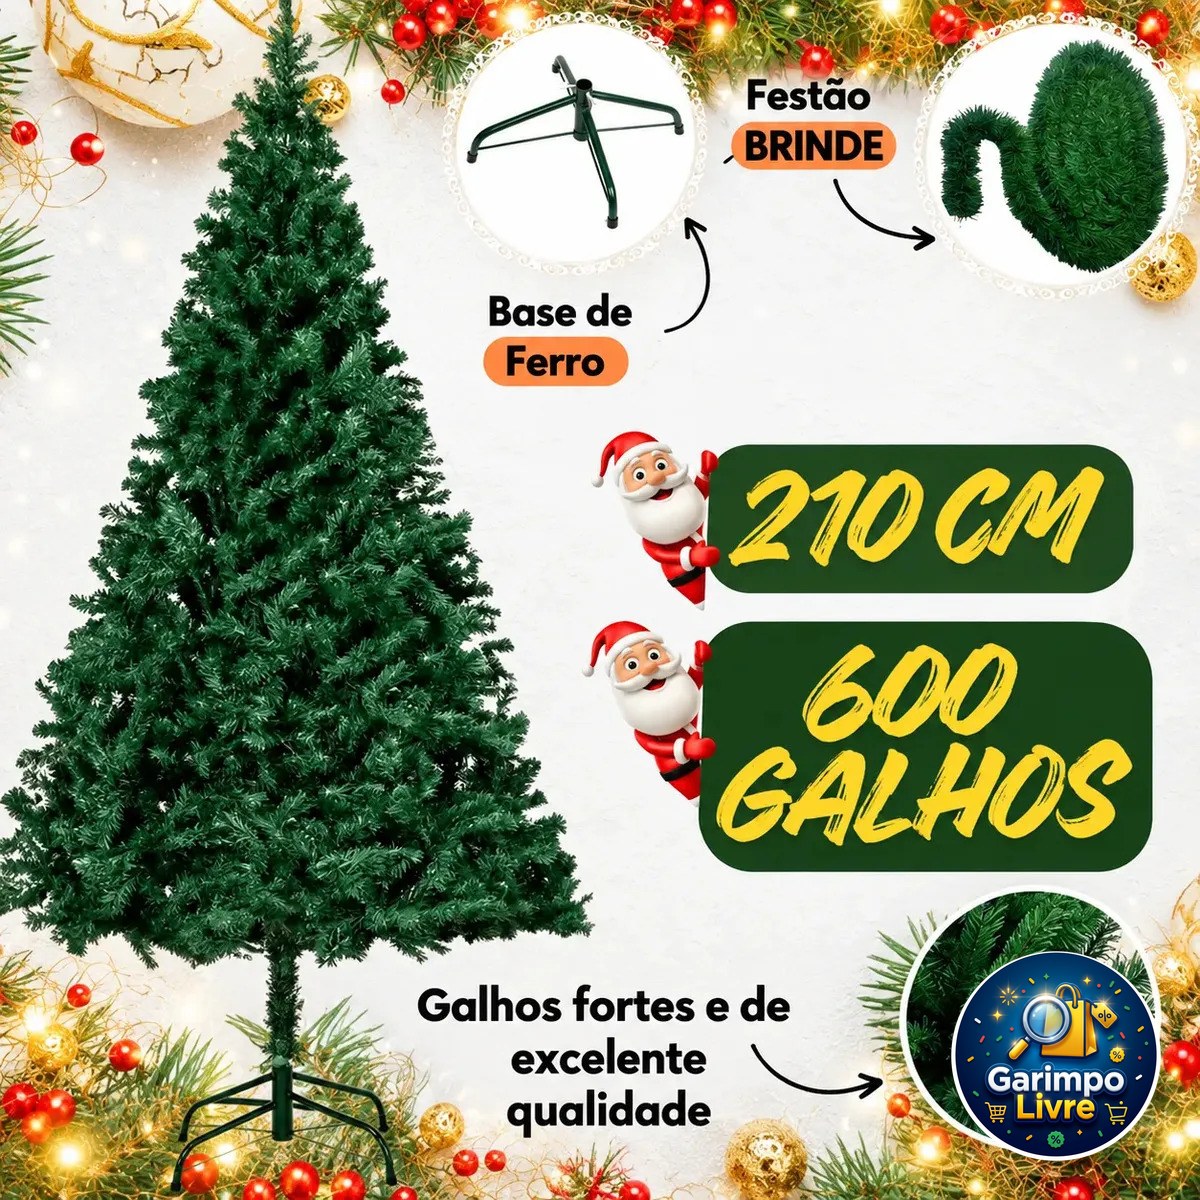 Festão
BRINDE
Base de
Ferro
210 CM
600
GALHOS
Galhos fortes e de
excelente
qualidade
%
%
Garimpo
Livre
%